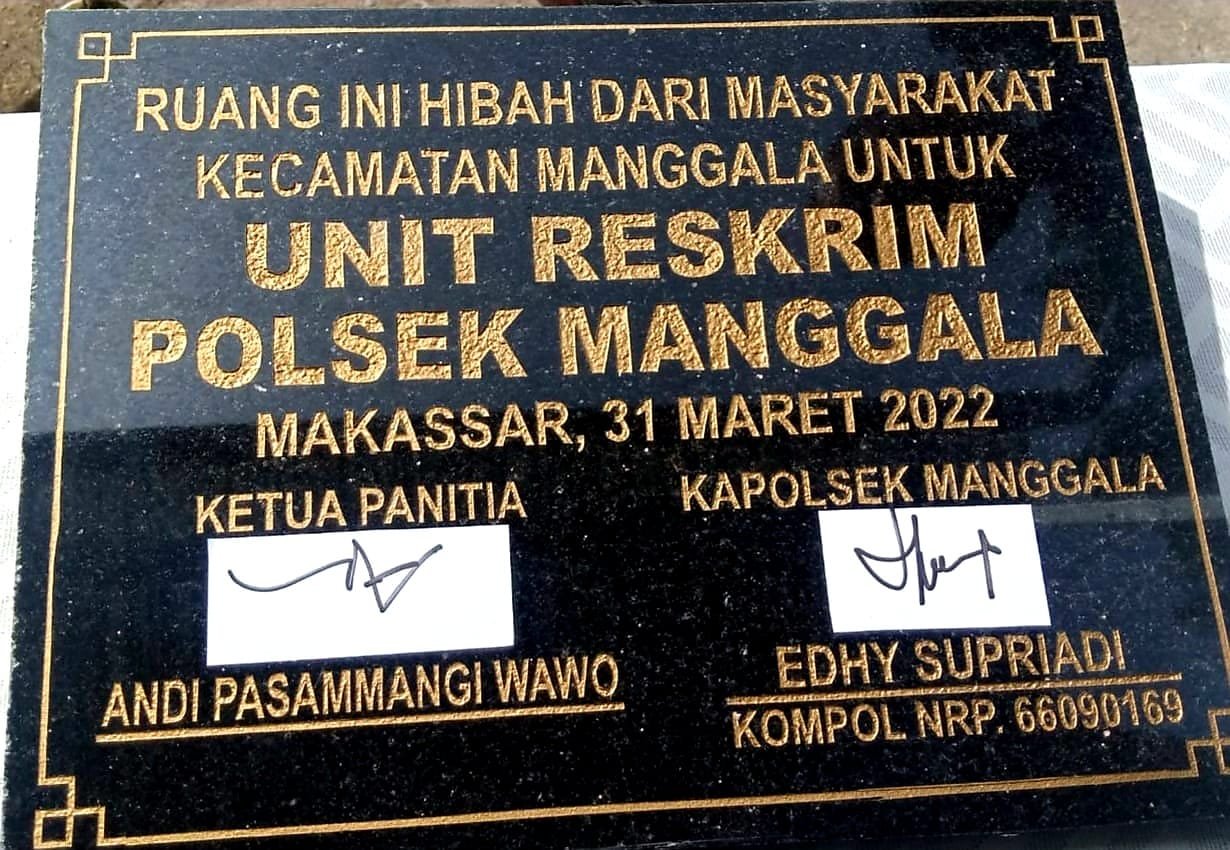 RUANG INI HIBAH DARI MASYARAKAT
KECAMATAN MANGGALA UNTUK
UNIT RESKRIM
POLSEK MANGGALA
MAKASSAR, 31 MARET 2022
KETUA PANITIA
KAPOLSEK MANGGALA
ANDI PASAMMANGI WAWO
EDHY SUPRIADI
KOMPOL NRP. 66090169